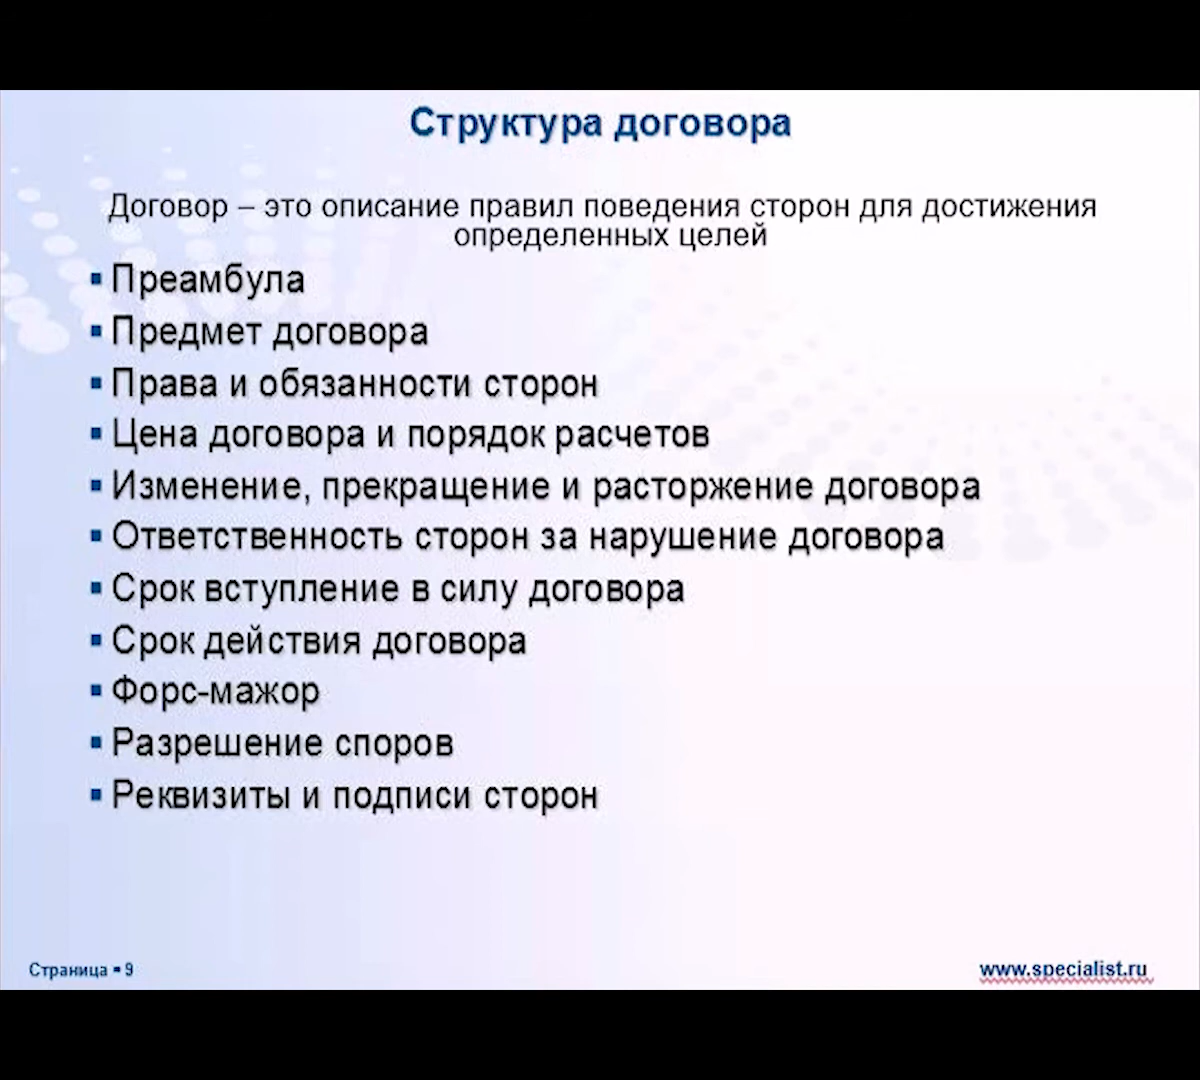 Структура договора
Договор – это описание правил поведения сторон для достижения
определенных целей
▪ Преамбула
▪ Предмет договора
▪ Права и обязанности сторон
▪ Цена договора и порядок расчетов
▪ Изменение, прекращение и расторжение договора
▪ Ответственность сторон за нарушение договора
▪ Срок вступление в силу договора
▪ Срок действия договора
▪ Форс-мажор
▪ Разрешение споров
▪ Реквизиты и подписи сторон
Страница ▪ 9
www.specialist.ru